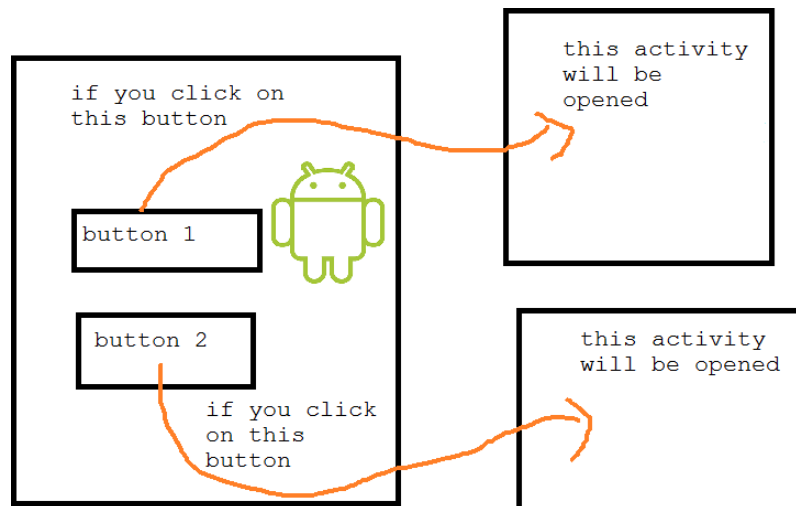 if you click on
this button
button 1
button 2
if you click
on this
button
this activity
will be
opened
this activity
will be opened